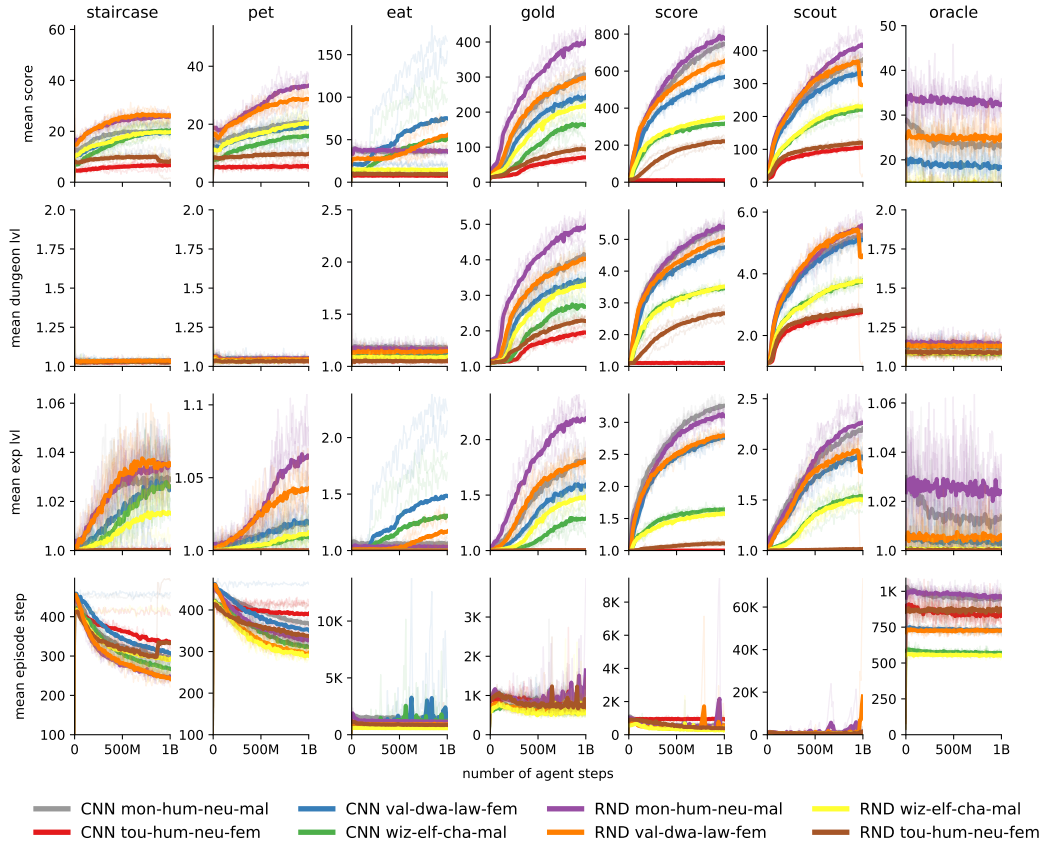 staircase pet eat gold score scout oracle
mean score
60 40 20 0
40 20 0
150 100 50 0
400 300 200 100 0
800 600 400 200 0
400 300 200 100 0
50 40 30 20
mean dungeon lvl
2.0 1.75 1.5 1.25 1.0
2.0 1.75 1.5 1.25 1.0
2.5 2.0 1.5 1.0
5.0 4.0 3.0 2.0 1.0
5.0 4.0 3.0 2.0 1.0
6.0 4.0 2.0
2.0 1.75 1.5 1.25 1.0
mean exp lvl
1.06 1.04 1.02 1.0
1.1 1.05 1.0
2.0 1.5 1.0
2.0 1.5 1.0
3.0 2.5 2.0 1.5 1.0
2.5 2.0 1.5 1.0
1.06 1.04 1.02 1.0
mean episode step
400 300 200 100
400 300 200 100
10K 5K 0
3K 2K 1K 0
8K 6K 4K 2K 0
60K 40K 20K 0
1K 750 500 250 0
0 500M 1B 0 500M 1B 0 500M 1B 0 500M 1B 0 500M 1B 0 500M 1B 0 500M 1B
number of agent steps
CNN mon-hum-neu-mal CNN val-dwa-law-fem RND mon-hum-neu-mal RND wiz-elf-cha-mal
CNN tou-hum-neu-fem CNN wiz-elf-cha-mal RND val-dwa-law-fem RND tou-hum-neu-fem